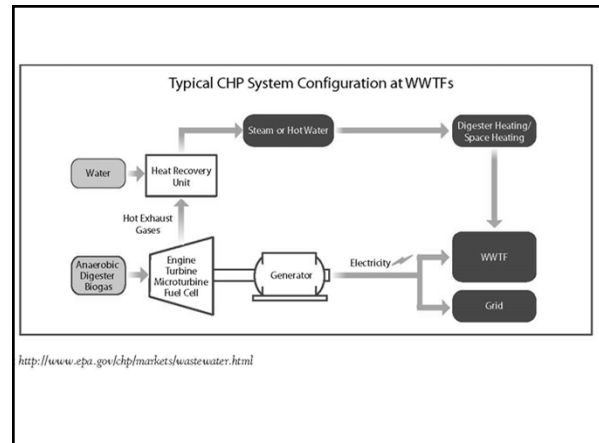 Typical CHP System Configuration at WWTFs
Steam or Hot Water
Digester Heating/
Space Heating
Water
Heat Recovery
Unit
Hot Exhaust
Gases
Anaerobic
Digester
Biogas
Engine
Turbine
Microturbine
Fuel Cell
Generator
Electricity
WWTF
Grid
http://www.epa.gov/chp/markets/wastewater.html